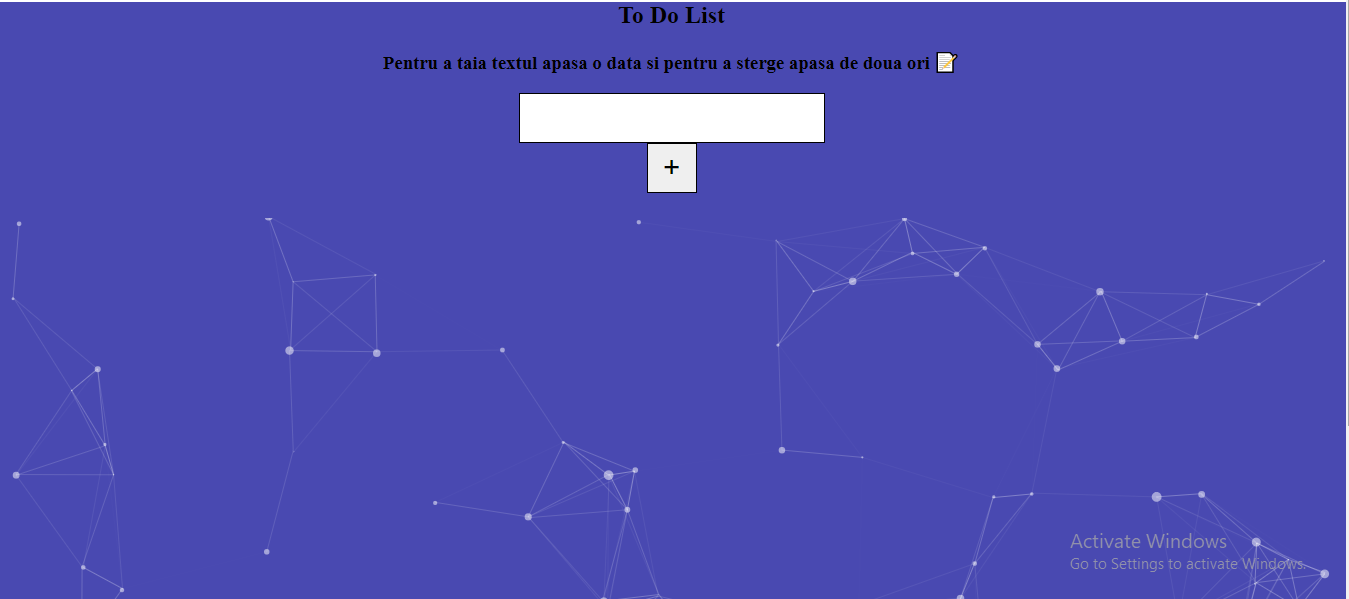 To Do List
Pentru a taia textul apasa o data si pentru a sterge apasa de doua ori 📝
+
Activate Windows
Go to Settings to activate Windows.